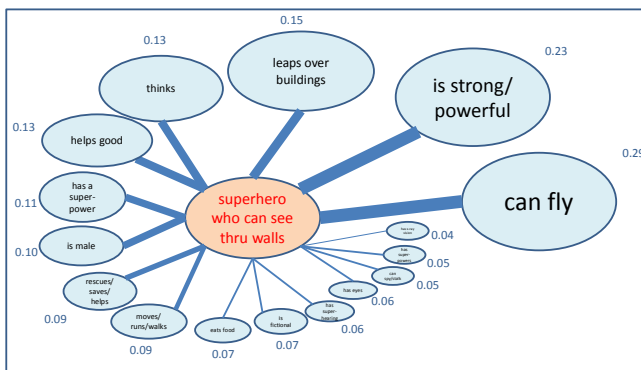 0.15
0.13
0.23
leaps over
buildings
thinks
is strong/
powerful
0.13
helps good
0.29
has a
super-
power
0.11
superhero
who can see
thru walls
can fly
is male
0.10
0.04
has super-
powers
0.05
rescues/
saves/
helps
can spy/stalk
0.05
has eyes
0.06
0.09
moves/
runs/walks
has
super-
hearing
0.06
is
fictional
eats food
0.09
0.07
0.07